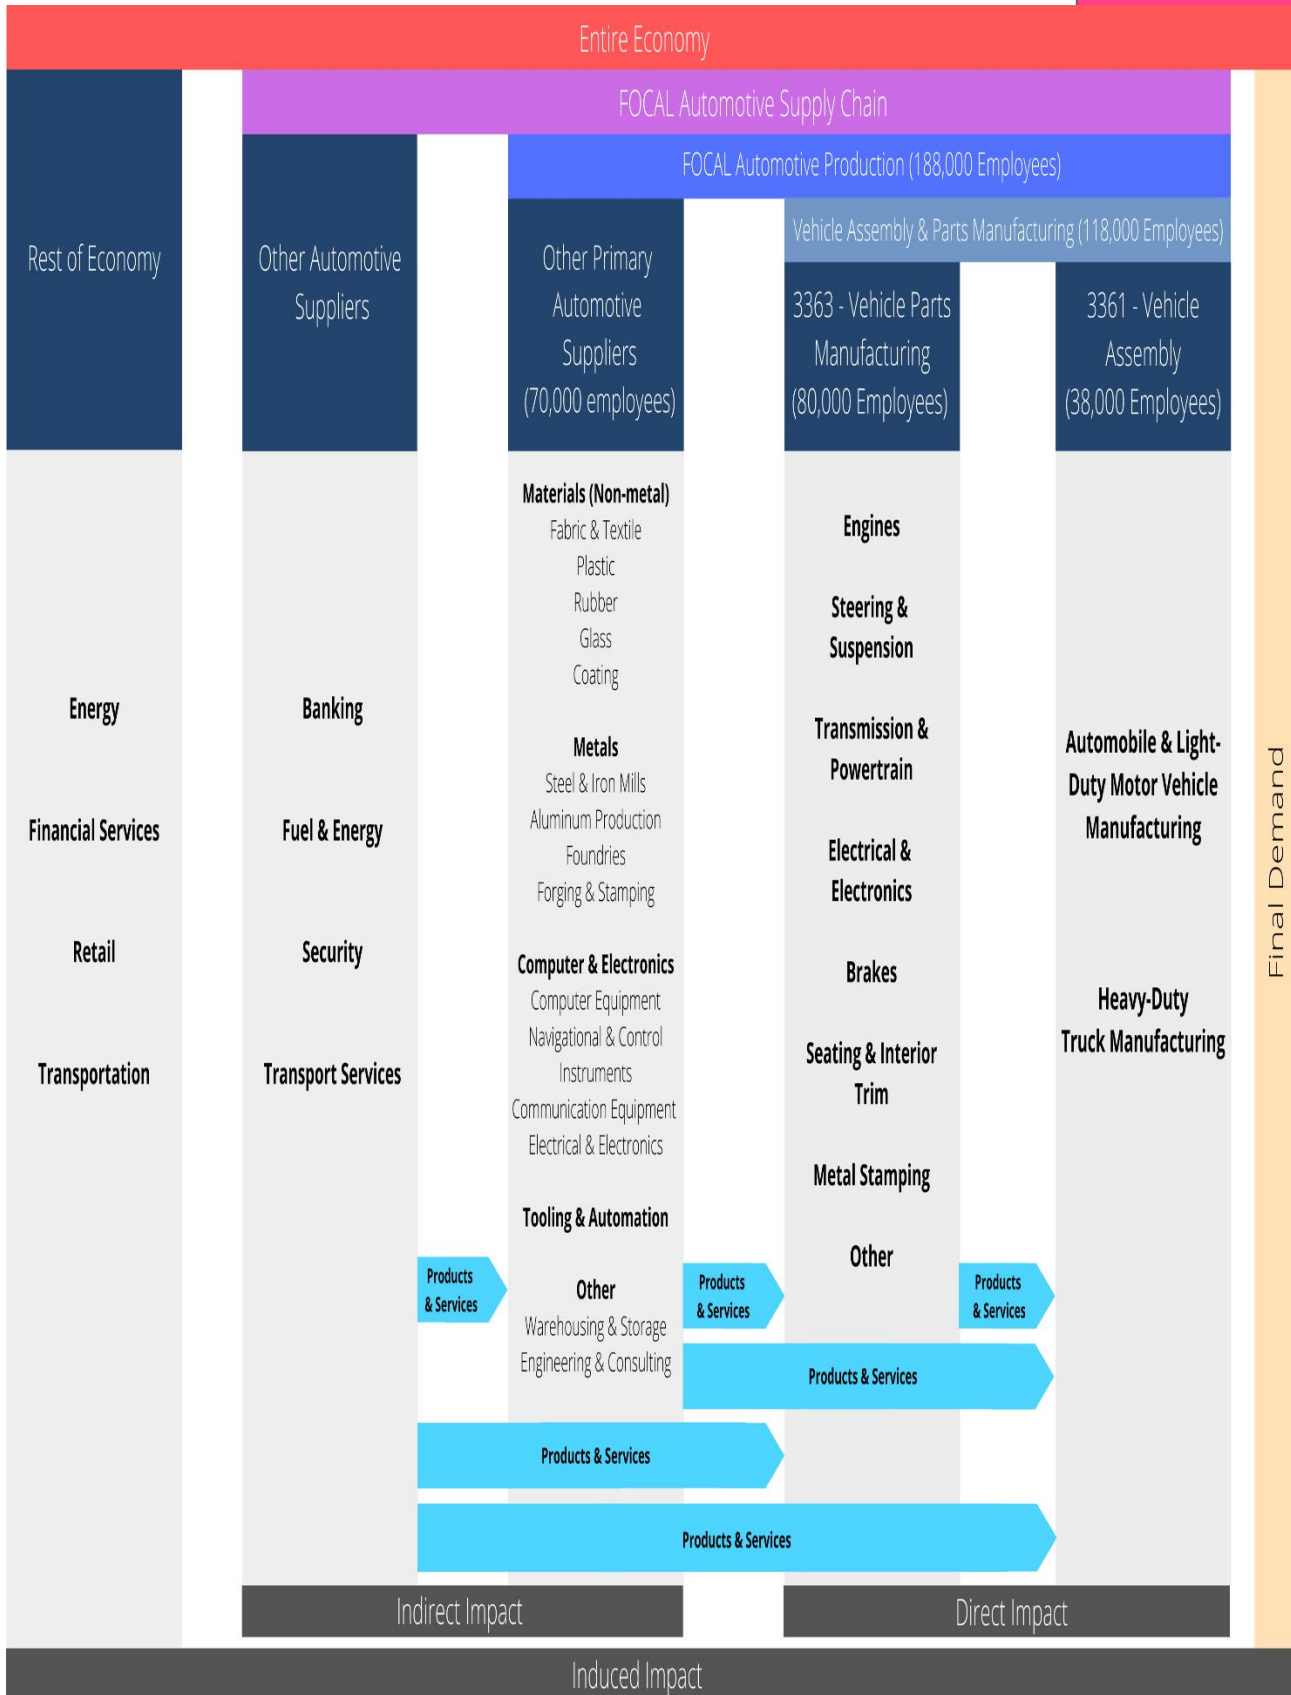 Entire Economy
FOCAL Automotive Supply Chain
FOCAL Automotive Production (188,000 Employees)
Vehicle Assembly & Parts Manufacturing (118,000 Employees)
Rest of Economy
Other Automotive
Suppliers
Other Primary
Automotive
Suppliers
(70,000 employees)
3363 - Vehicle Parts
Manufacturing
(80,000 Employees)
3361 - Vehicle
Assembly
(38,000 Employees)
Energy
Financial Services
Retail
Transportation
Banking
Fuel & Energy
Security
Transport Services
Materials (Non-metal)
Fabric & Textile
Plastic
Rubber
Glass
Coating
Metals
Steel & Iron Mills
Aluminum Production
Foundries
Forging & Stamping
Computer & Electronics
Computer Equipment
Navigational & Control
Instruments
Communication Equipment
Electrical & Electronics
Tooling & Automation
Other
Warehousing & Storage
Engineering & Consulting
Engines
Steering &
Suspension
Transmission &
Powertrain
Electrical &
Electronics
Brakes
Seating & Interior
Trim
Metal Stamping
Other
Automobile & Light-
Duty Motor Vehicle
Manufacturing
Heavy-Duty
Truck Manufacturing
Final Demand
Products
& Services
Products
& Services
Products
& Services
Products & Services
Products & Services
Products & Services
Indirect Impact
Direct Impact
Induced Impact